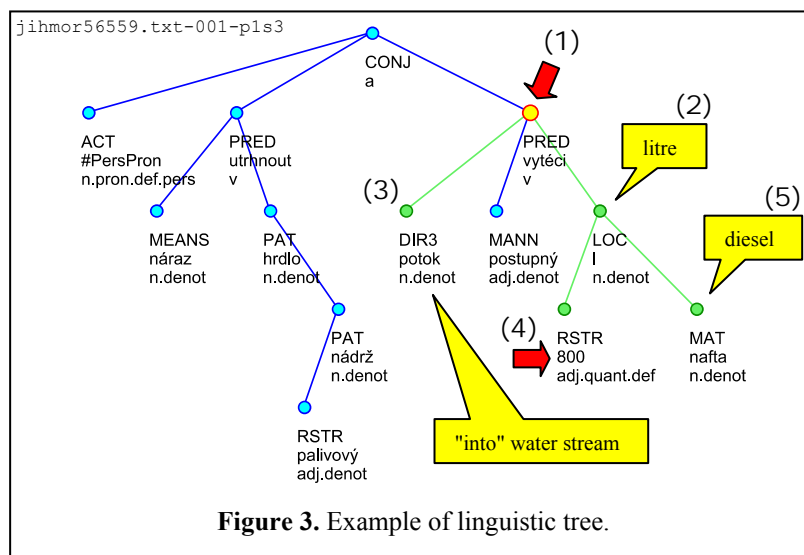 jihmor56559.txt-001-p1s3
(1)
CONJ
a
(2)
litre
ACT
#PersPron
n.pron.def.pers
PRED
utrhnout
v
PRED
vytéci
v
(3)
(5)
diesel
MEANS
náraz
n.denot
PAT
hrdlo
n.denot
DIR3
potok
n.denot
MANN
postupný
adj.denot
LOC
l
n.denot
(4)
PAT
nádrž
n.denot
RSTR
800
adj.quant.def
MAT
nafta
n.denot
RSTR
palivový
adj.denot
"into" water stream
Figure 3. Example of linguistic tree.